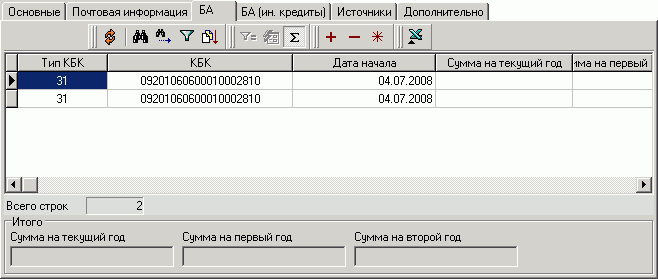 Основные Почтовая информация БА БА (ин. кредиты) Источники Дополнительно
Тип КБК КБК Дата начала Сумма на текущий год има на первый
31 09201060600010002810 04.07.2008
31 09201060600010002810 04.07.2008
Всего строк 2
Итого
Сумма на текущий год Сумма на первый год Сумма на второй год